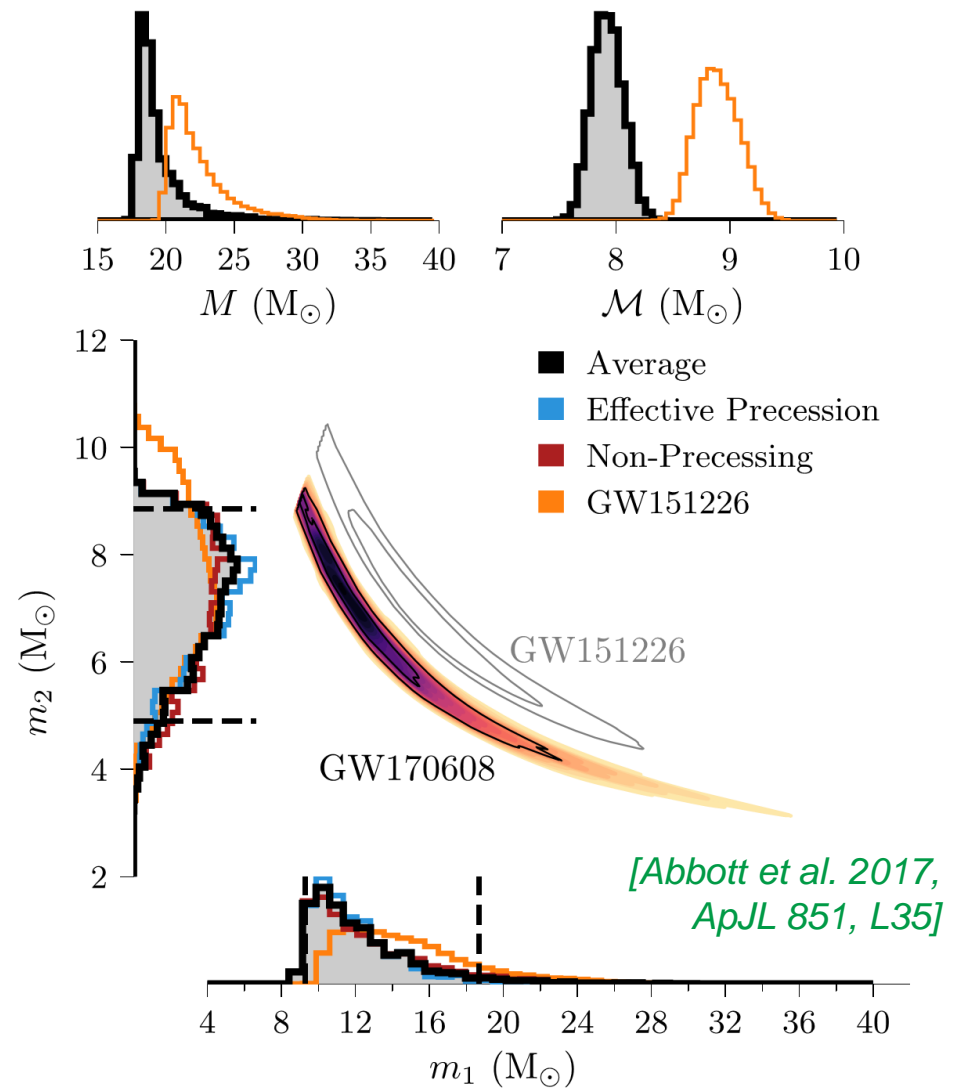 15 20 25 30 35 40
M (M⊙)
7 8 9 10
ℳ (M⊙)
12
10
8
6
4
2
m₂ (M⊙)
Average
Effective Precession
Non-Precessing
GW151226
GW151226
GW170608
[Abbott et al. 2017,
ApJL 851, L35]
4 8 12 16 20 24 28 32 36 40
m₁ (M⊙)